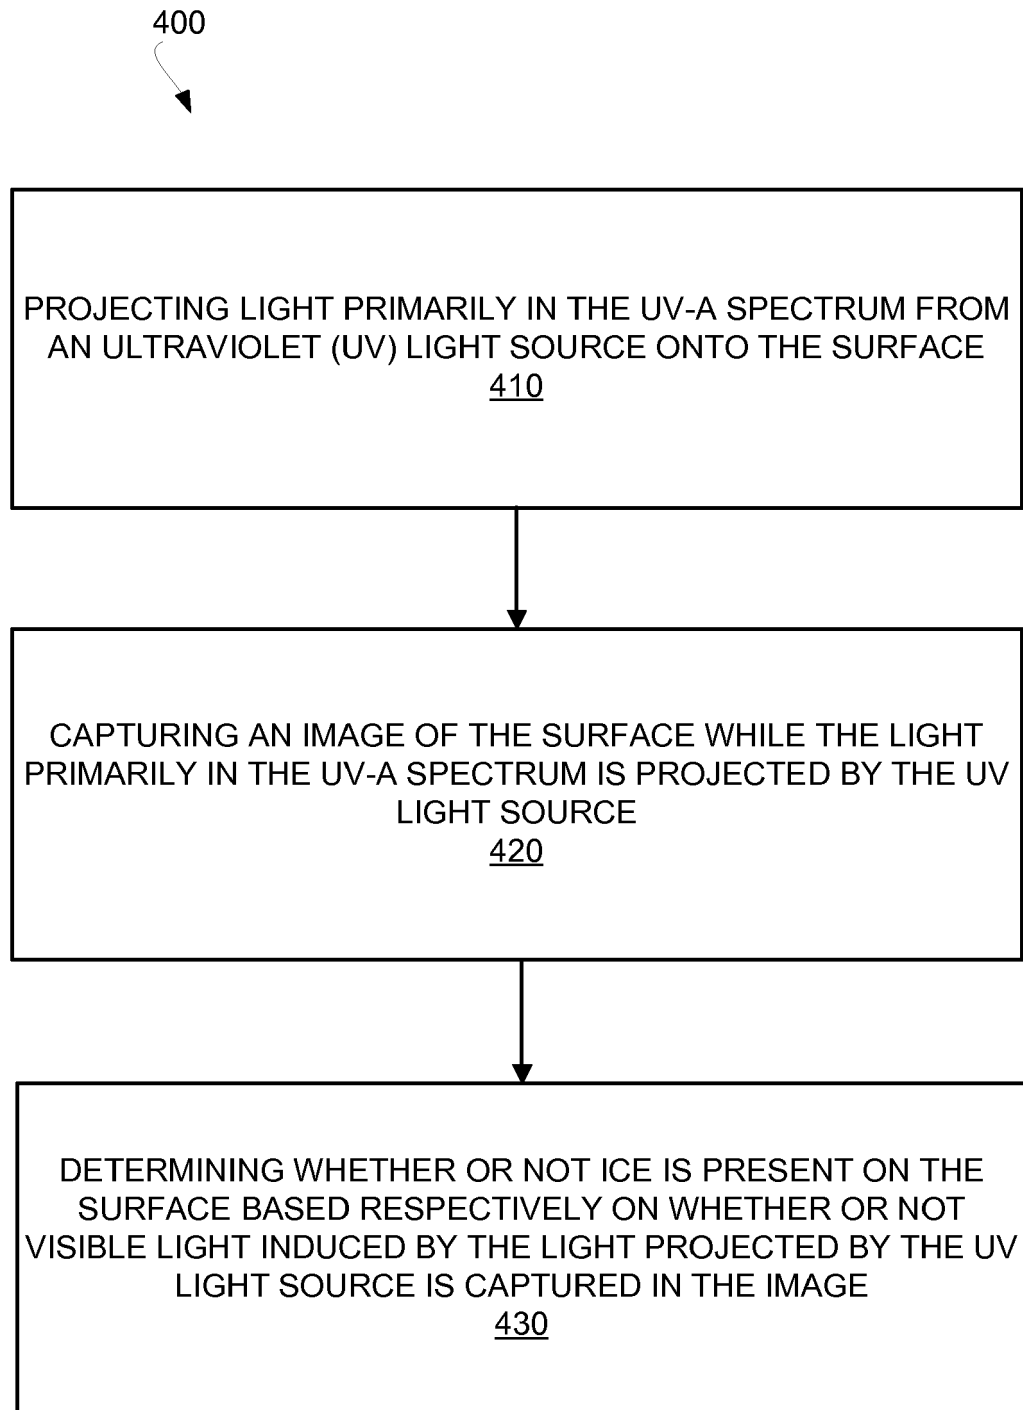 400
PROJECTING LIGHT PRIMARILY IN THE UV-A SPECTRUM FROM
AN ULTRAVIOLET (UV) LIGHT SOURCE ONTO THE SURFACE
410
CAPTURING AN IMAGE OF THE SURFACE WHILE THE LIGHT
PRIMARILY IN THE UV-A SPECTRUM IS PROJECTED BY THE UV
LIGHT SOURCE
420
DETERMINING WHETHER OR NOT ICE IS PRESENT ON THE
SURFACE BASED RESPECTIVELY ON WHETHER OR NOT
VISIBLE LIGHT INDUCED BY THE LIGHT PROJECTED BY THE UV
LIGHT SOURCE IS CAPTURED IN THE IMAGE
430